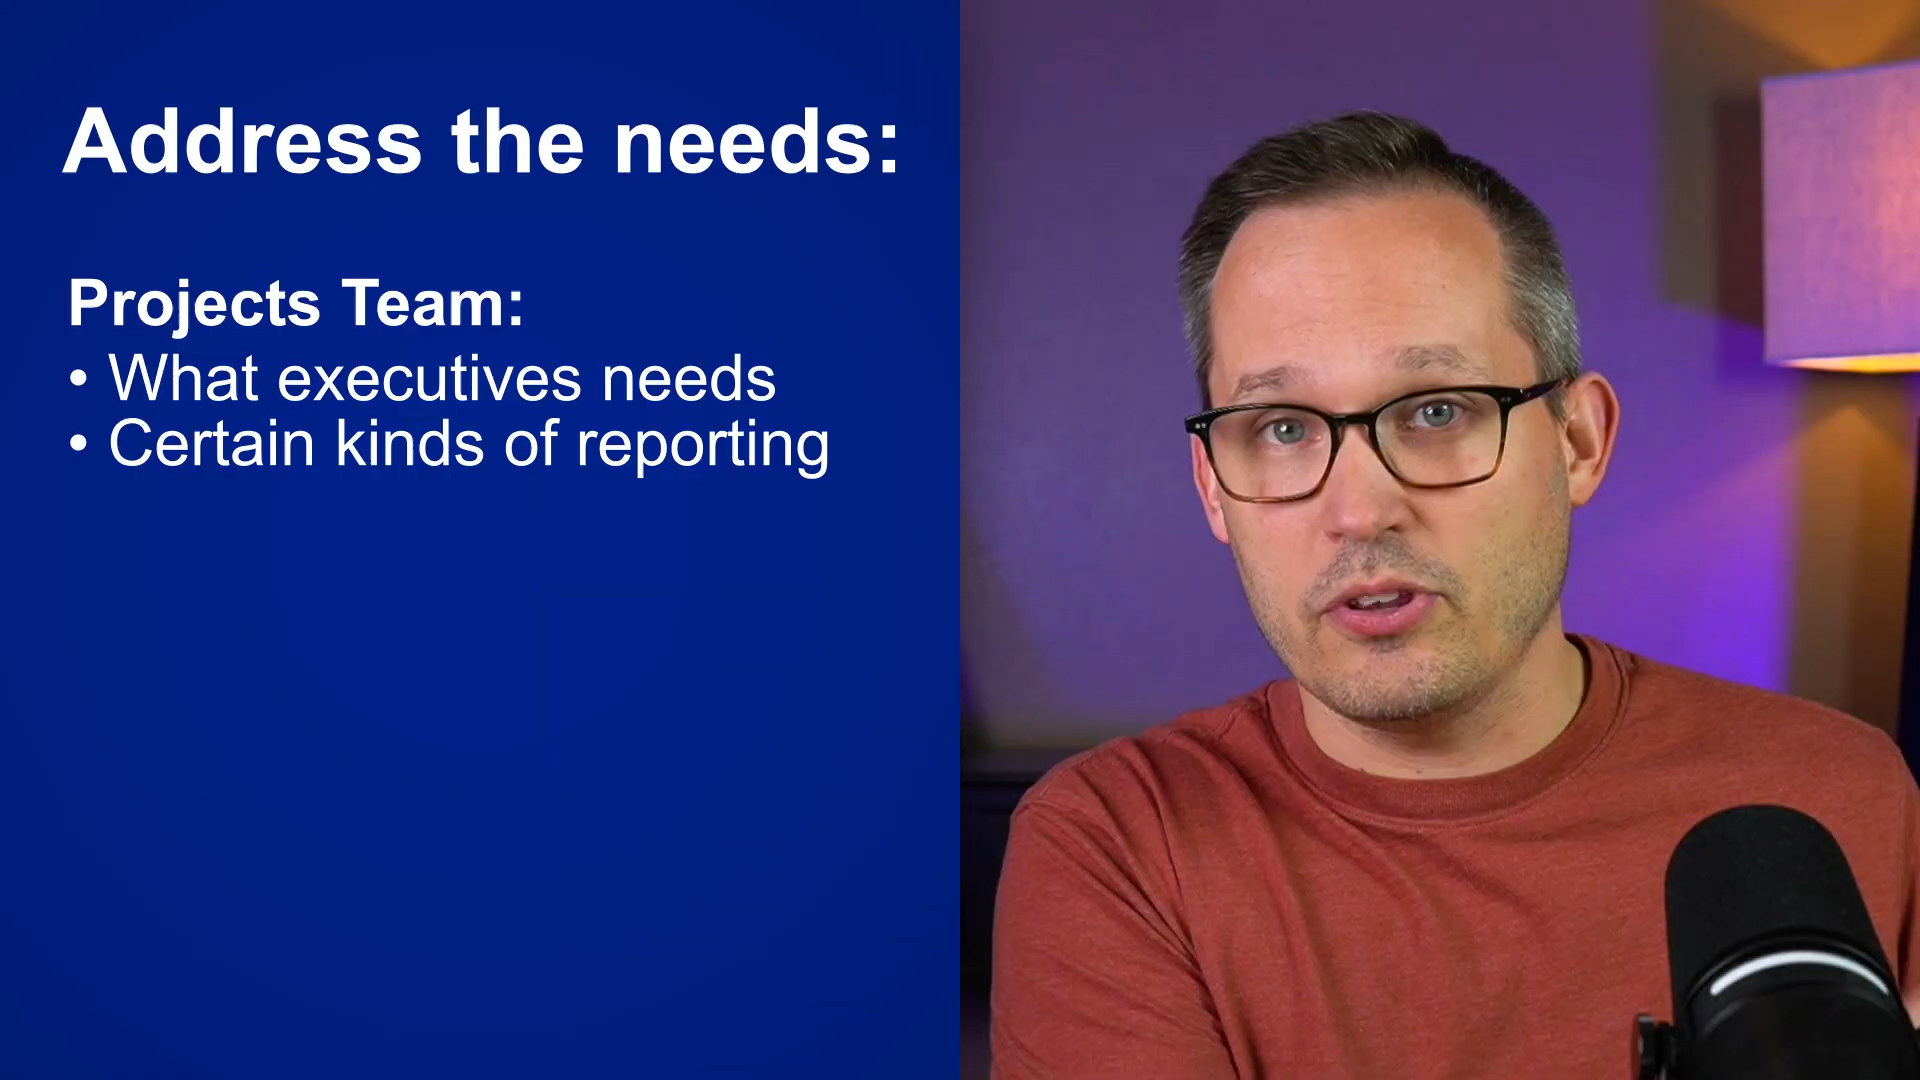 Address the needs:
Projects Team:
• What executives needs
• Certain kinds of reporting